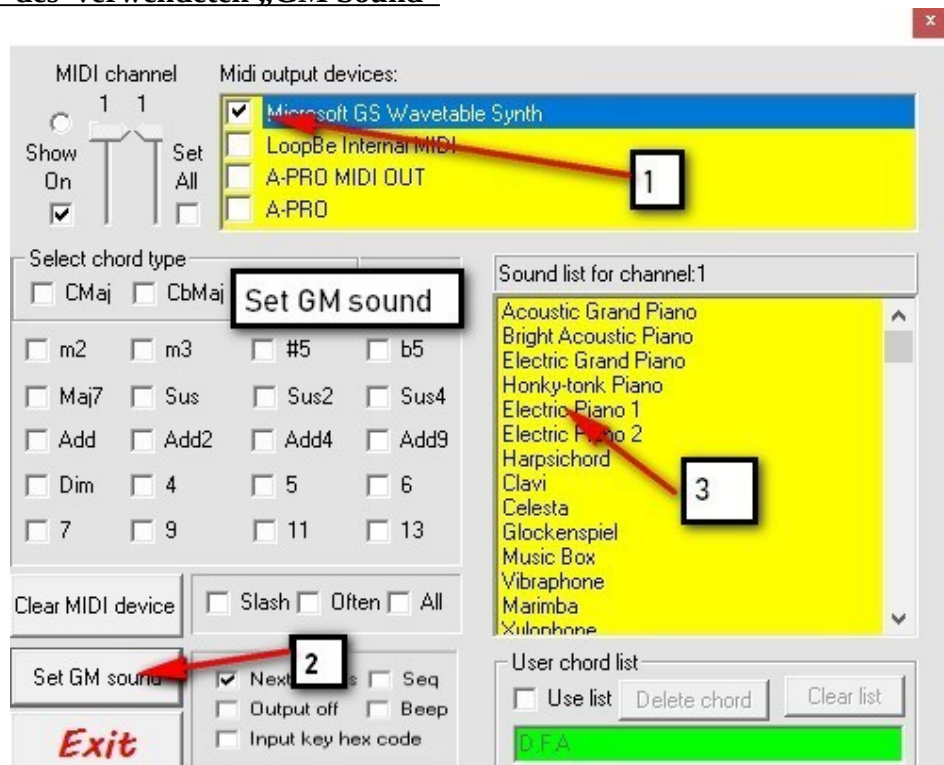 des verwendeten „GM Sound"
x
MIDI channel
1 1
Show
On
Set
All
Midi output devices:
Microsoft GS Wavetable Synth
LoopBe Internal MIDI
A-PRO MIDI OUT
A-PRO
1
Select chord type
CMaj CbMaj
Set GM sound
m2 m3 #5 b5
Maj7 Sus Sus2 Sus4
Add Add2 Add4 Add9
Dim 4 5 6
7 9 11 13
Sound list for channel:1
Acoustic Grand Piano
Bright Acoustic Piano
Electric Grand Piano
Honky-tonk Piano
Electric Piano 1
Electric Piano 2
Harpsichord
Clavi
Celesta
Glockenspiel
Music Box
Vibraphone
Marimba
Xylophone
3
Clear MIDI device
Slash Often All
Set GM sound
2
Next Seq
Output off Beep
Input key hex code
Exit
User chord list
Use list Delete chord Clear list
D,F,A